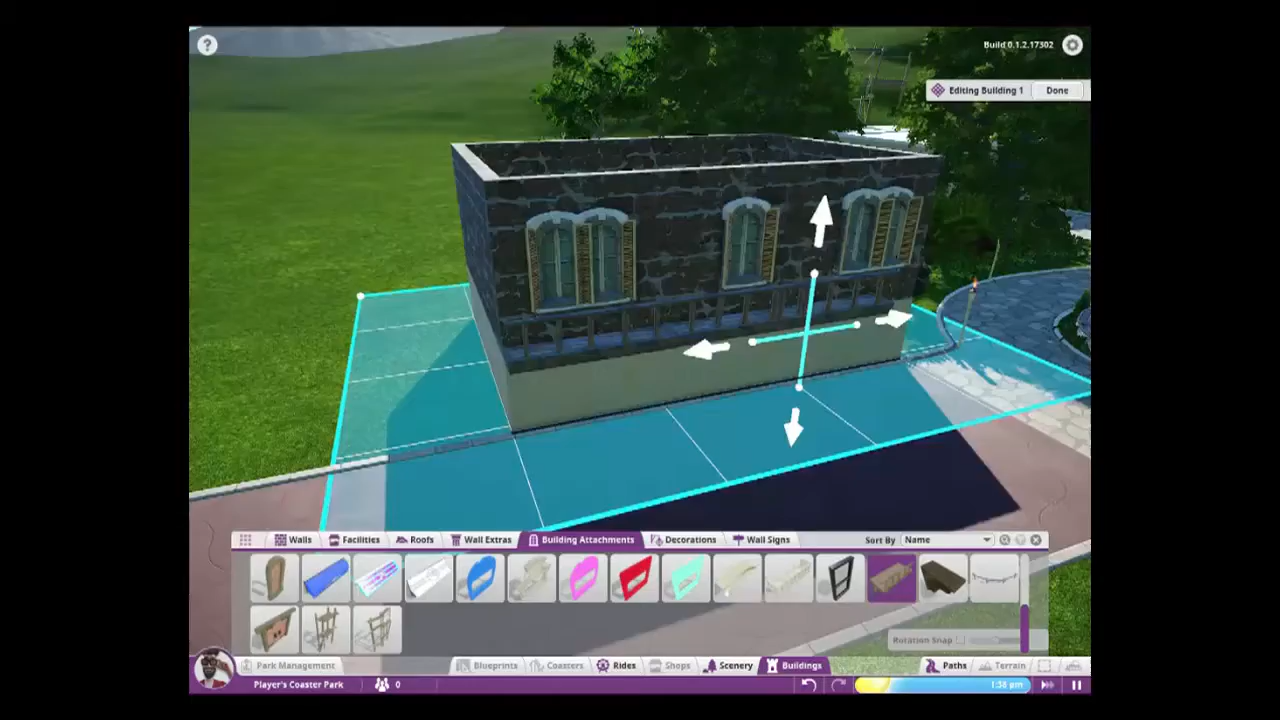 ?
Build 0.1.2.17302
Editing Building 1 Done
Walls Facilities Roofs Wall Extras Building Attachments Decorations Wall Signs Sort By Name
Rotation Snap
Park Management Blueprints Coasters Rides Shops Scenery Buildings Paths Terrain
Player's Coaster Park 0 1:58 pm